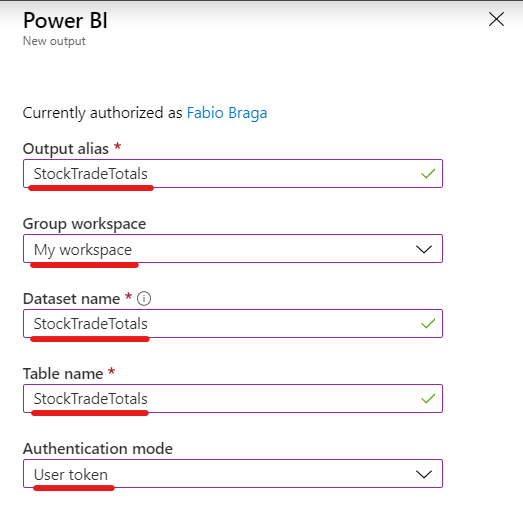 Power BI
New output
Currently authorized as Fabio Braga
Output alias *
StockTradeTotals
Group workspace
My workspace
Dataset name *
StockTradeTotals
Table name *
StockTradeTotals
Authentication mode
User token